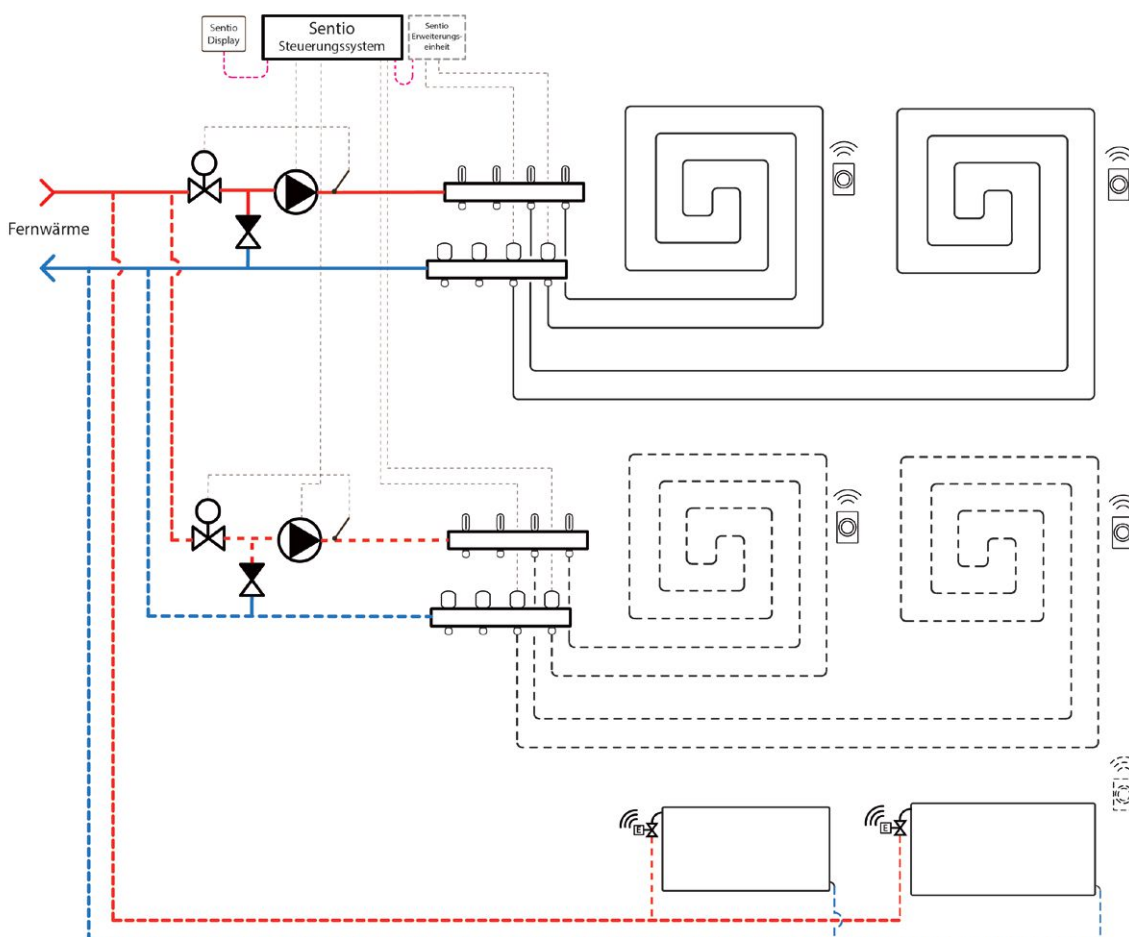 Sentio
Display
Sentio
Steuerungssystem
Sentio
Erweiterungs-
einheit
Fernwärme
E
E